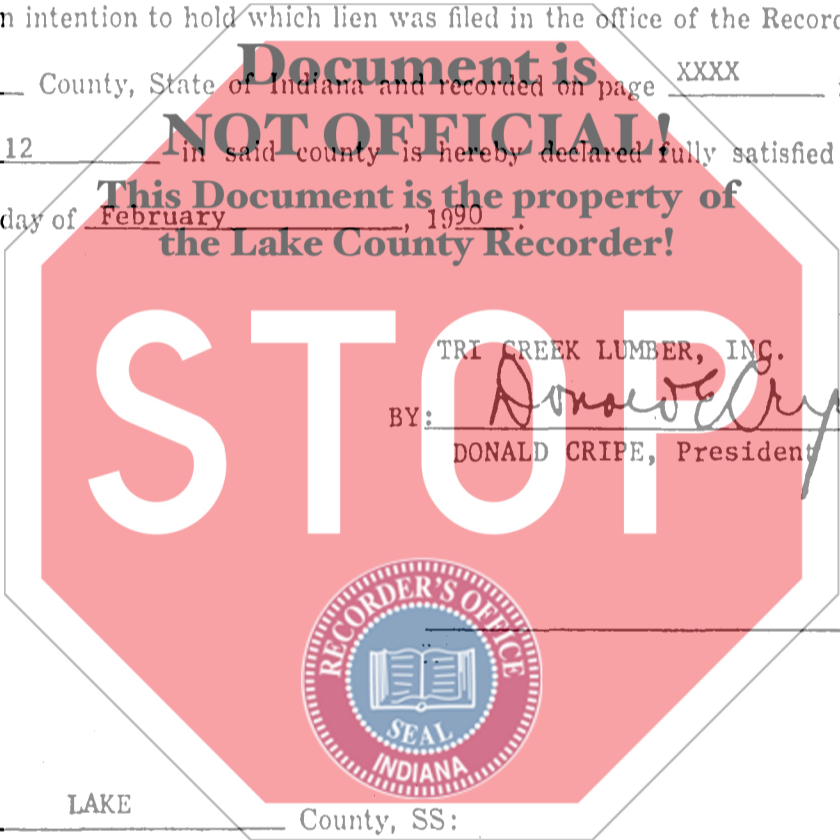 n intention to hold which lien was filed in the office of the Record
County, State of Indiana and recorded on page XXXX
12 in said county is hereby declared fully satisfied
day of February, 1990.
Document is
NOT OFFICIAL!
This Document is the property of
the Lake County Recorder!
STOP
TRI CREEK LUMBER, INC.
BY: Donald E Crip
DONALD CRIPE, President
RECORDER'S OFFICE
SEAL
INDIANA
LAKE County, SS: